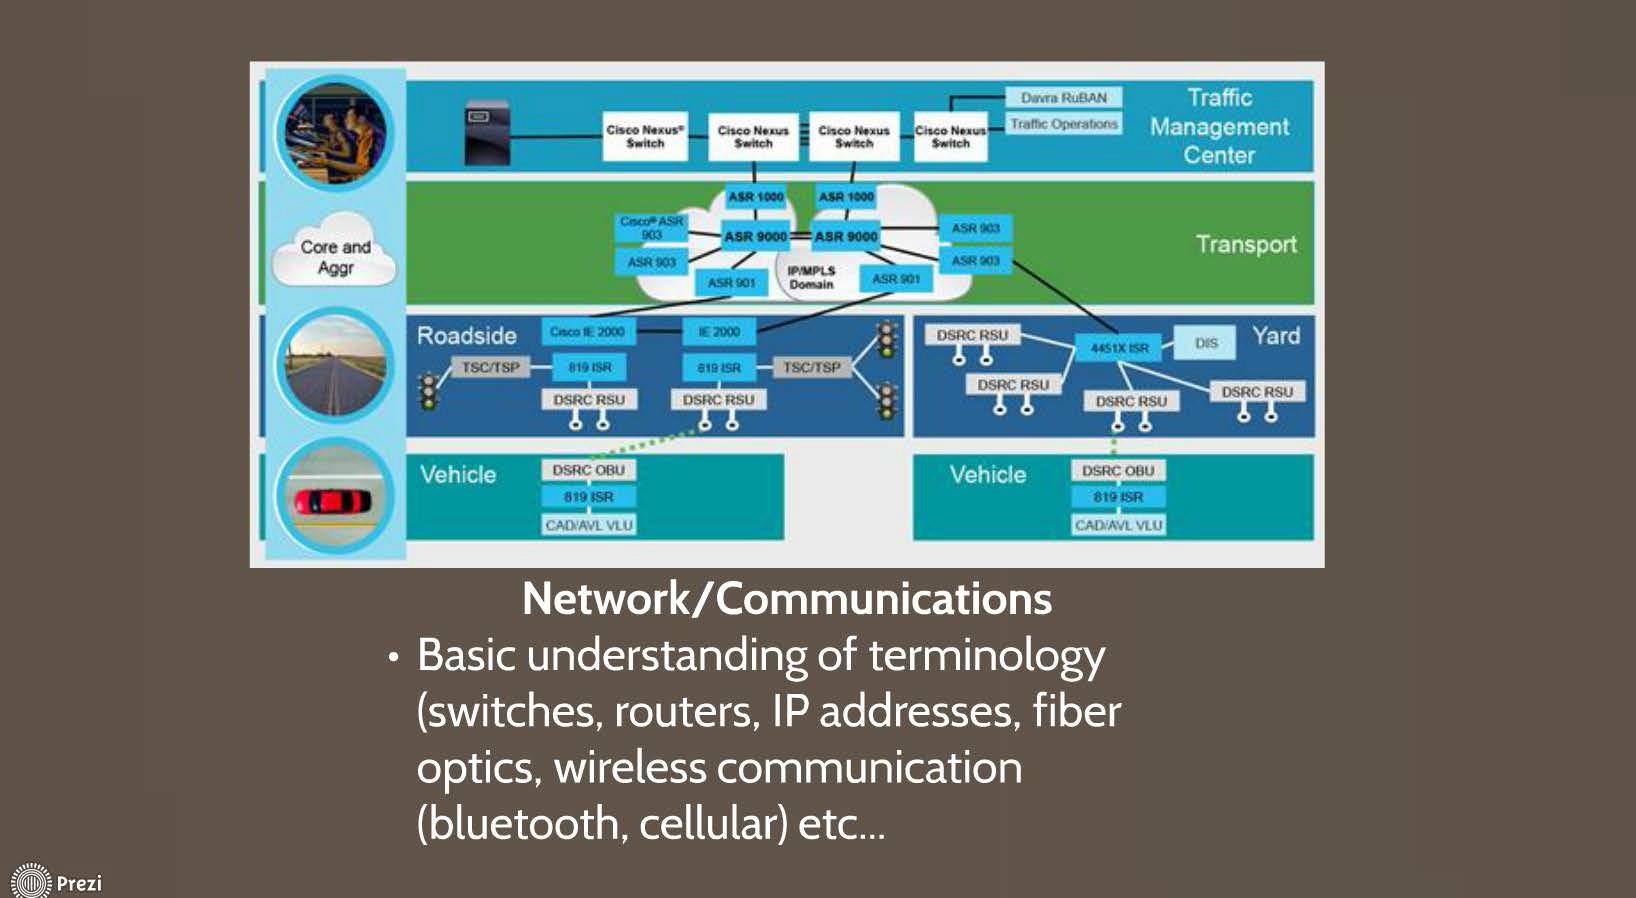 Davra RuBAN
Traffic Operations
Traffic
Management
Center
Cisco Nexus®
Switch
Cisco Nexus
Switch
Cisco Nexus
Switch
Cisco Nexus
Switch
Core and
Aggr
ASR 1000
ASR 1000
Cisco® ASR
903
ASR 9000
ASR 9000
ASR 903
ASR 903
ASR 903
ASR 901
IP/MPLS
Domain
ASR 901
Transport
Roadside
Cisco IE 2000
IE 2000
TSC/TSP
819 ISR
819 ISR
TSC/TSP
DSRC RSU
DSRC RSU
DSRC RSU
4451X ISR
DIS
Yard
DSRC RSU
DSRC RSU
DSRC RSU
Vehicle
DSRC OBU
819 ISR
CAD/AVL VLU
Vehicle
DSRC OBU
819 ISR
CAD/AVL VLU
Network/Communications
• Basic understanding of terminology
(switches, routers, IP addresses, fiber
optics, wireless communication
(bluetooth, cellular) etc...
Prezi